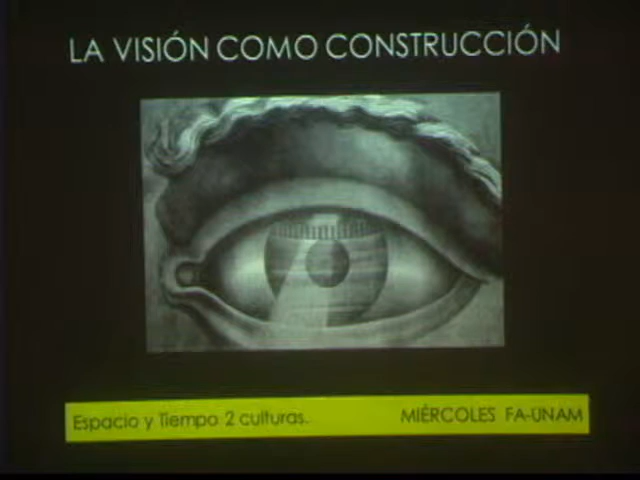 LA VISIÓN COMO CONSTRUCCIÓN
Espacio y Tiempo 2 culturas. MIÉRCOLES FA-UNAM